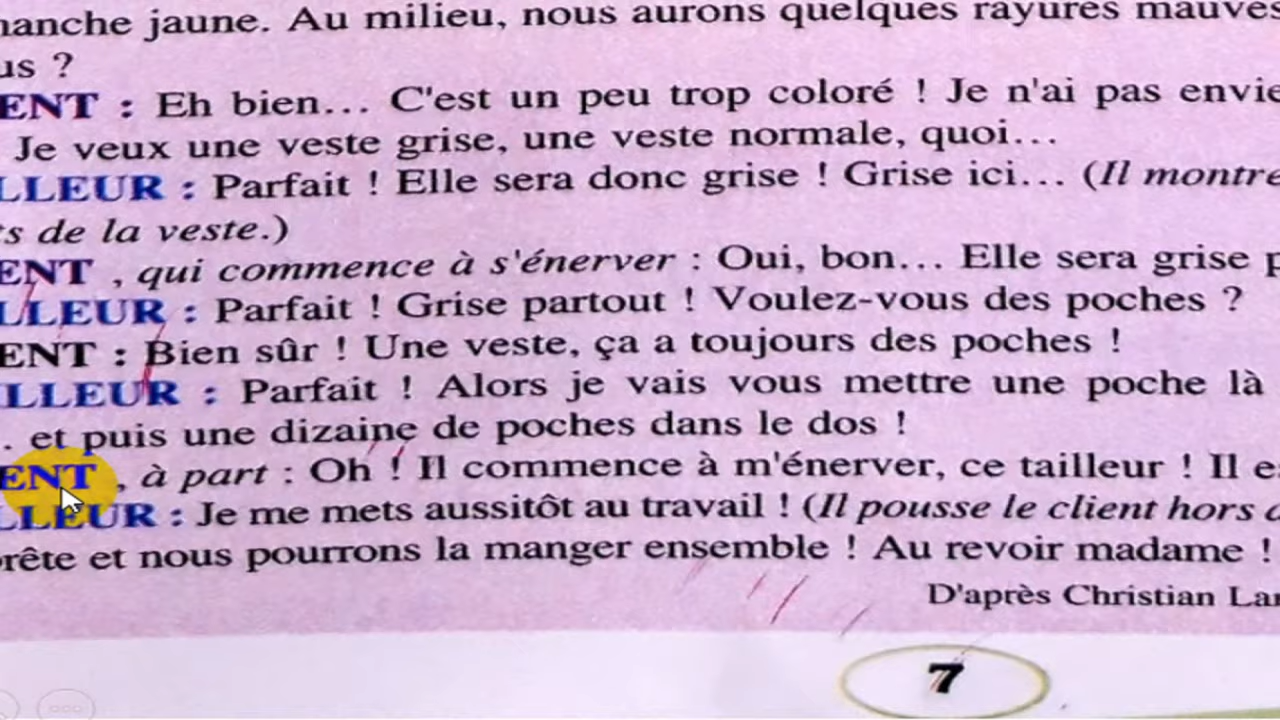 manche jaune. Au milieu, nous aurons quelques rayures mauves
us ?
ENT : Eh bien... C'est un peu trop coloré ! Je n'ai pas envie
Je veux une veste grise, une veste normale, quoi...
LLEUR : Parfait ! Elle sera donc grise ! Grise ici... (Il montre
s de la veste.)
ENT , qui commence à s'énerver : Oui, bon... Elle sera grise p
LLEUR : Parfait ! Grise partout ! Voulez-vous des poches ?
ENT : Bien sûr ! Une veste, ça a toujours des poches !
LLEUR : Parfait ! Alors je vais vous mettre une poche là
. et puis une dizaine de poches dans le dos !
ENT , à part : Oh ! Il commence à m'énerver, ce tailleur ! Il e
LLEUR : Je me mets aussitôt au travail ! (Il pousse le client hors d
rête et nous pourrons la manger ensemble ! Au revoir madame !
D'après Christian Lam
7